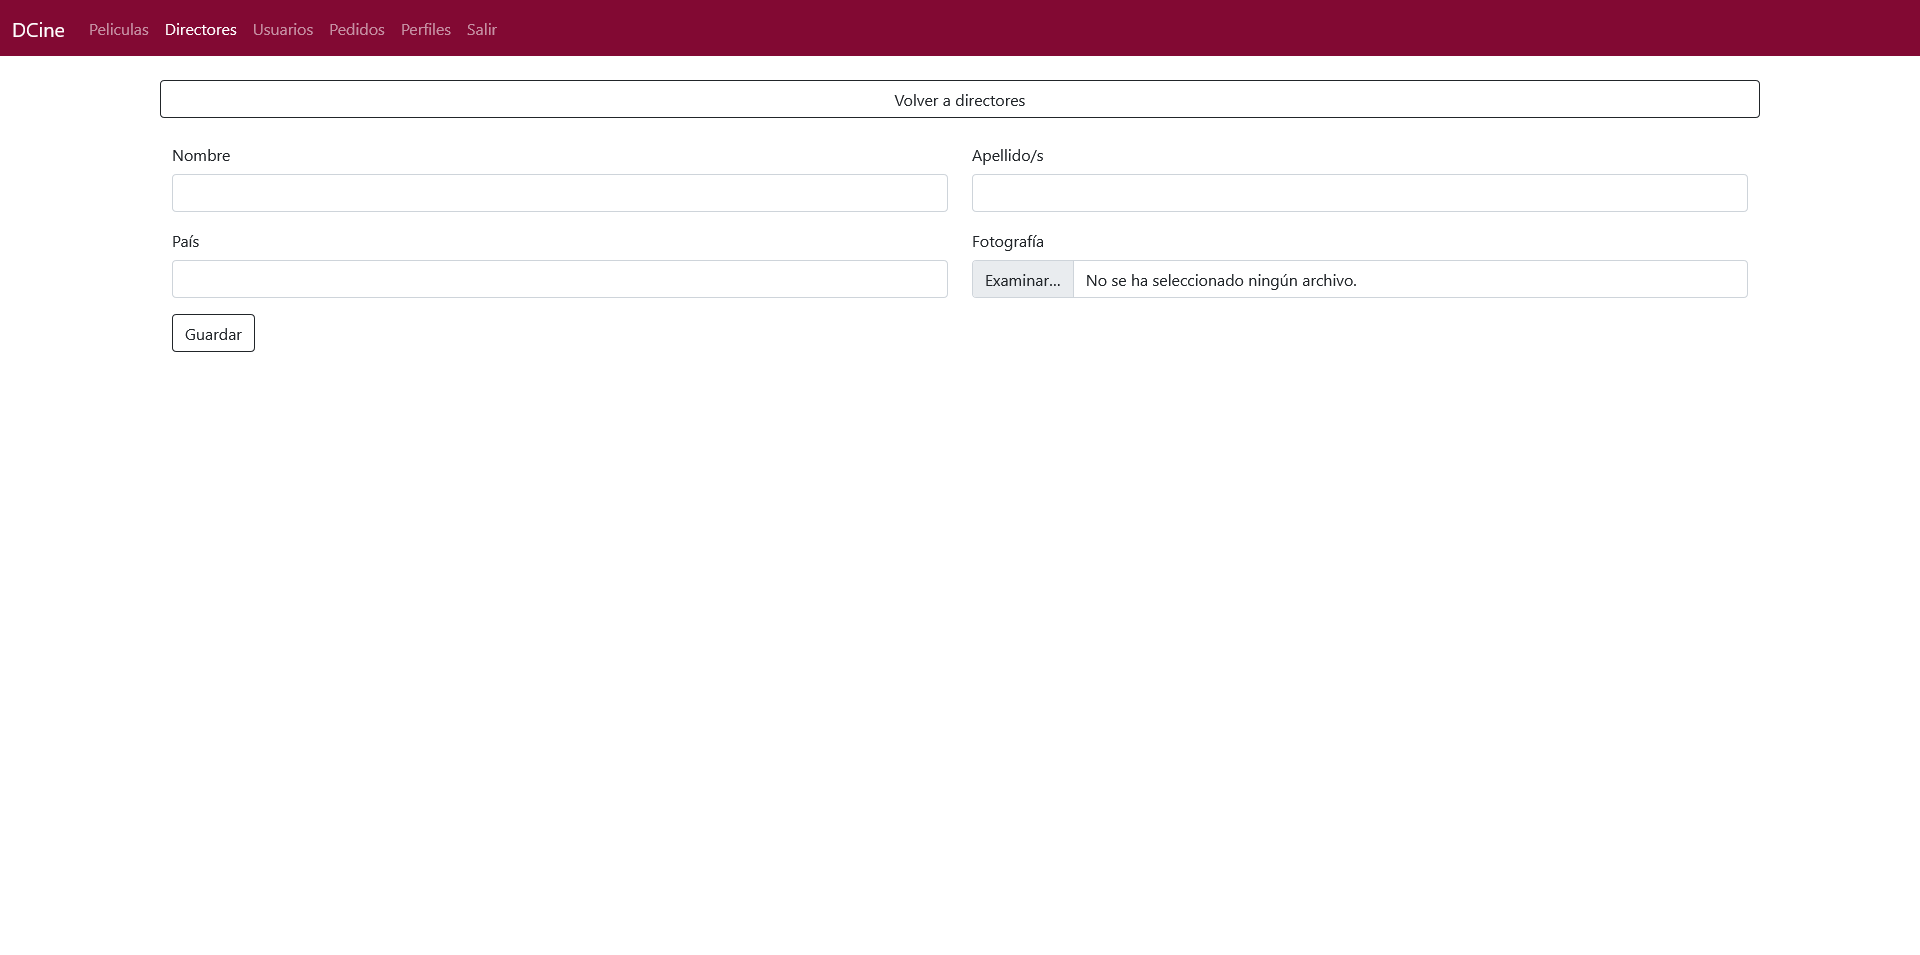 DCine Peliculas Directores Usuarios Pedidos Perfiles Salir
Volver a directores
Nombre Apellido/s
País Fotografía
Examinar... No se ha seleccionado ningún archivo.
Guardar